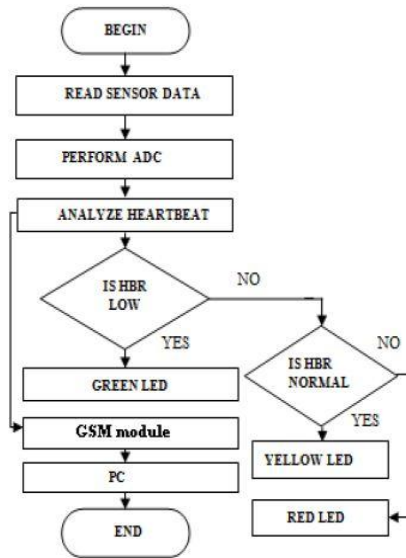 BEGIN
READ SENSOR DATA
PERFORM ADC
ANALYZE HEARTBEAT
IS HBR
LOW
NO
YES
GREEN LED
IS HBR
NORMAL
NO
YES
YELLOW LED
GSM module
PC
RED LED
END